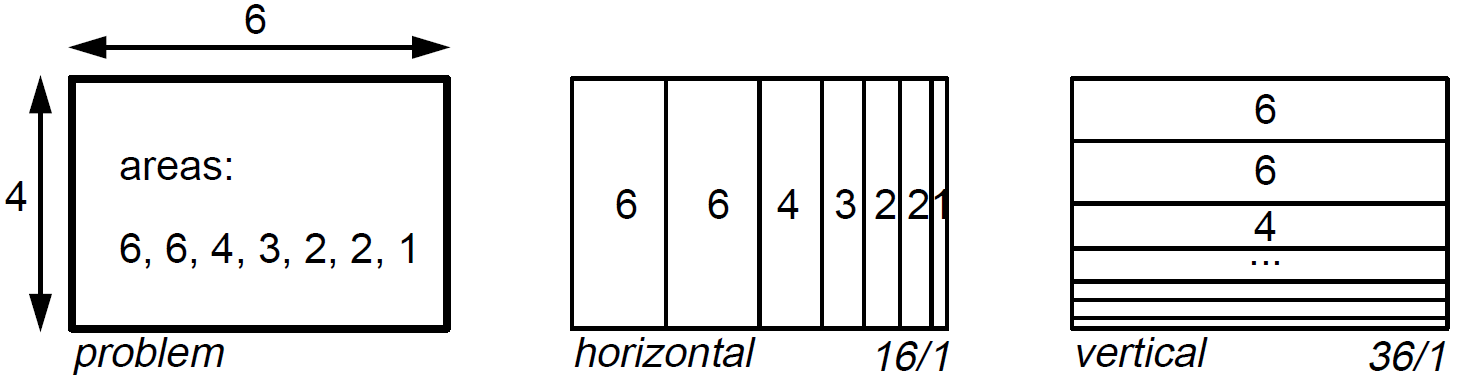 6
4
areas:
6, 6, 4, 3, 2, 2, 1
problem
6 6 4 3 2 2 1
horizontal 16/1
6
6
4
...
vertical 36/1